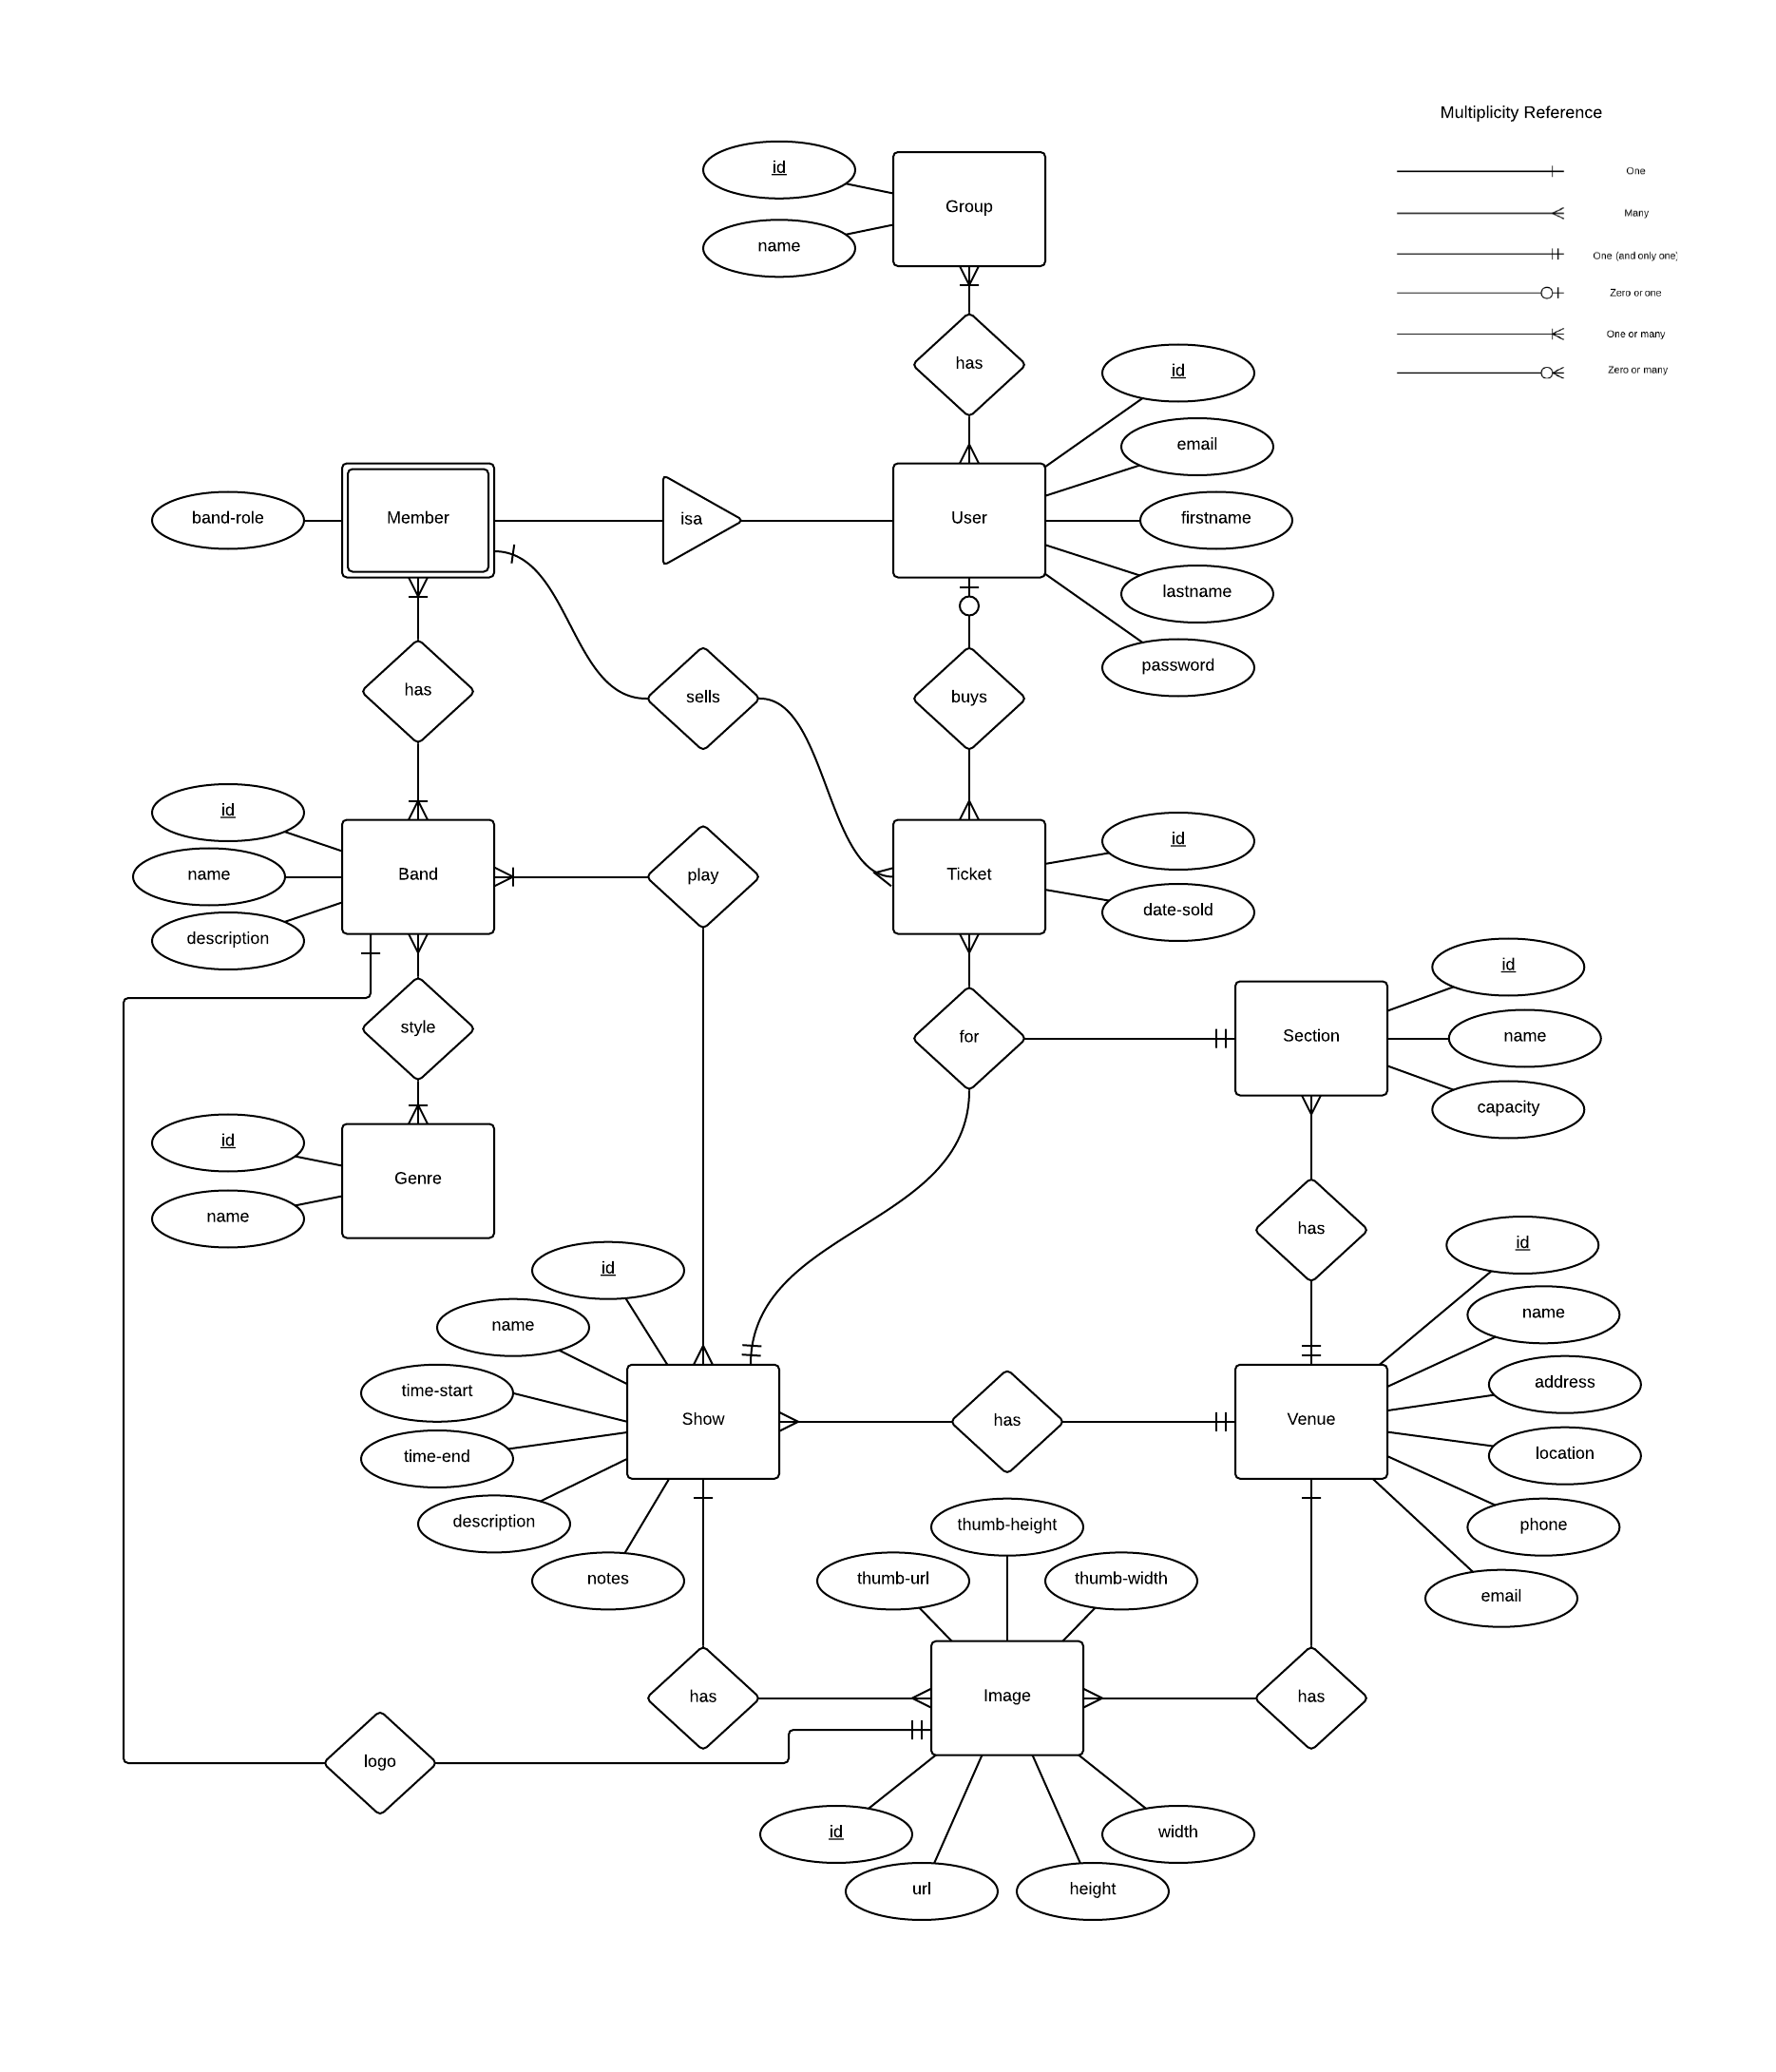 Multiplicity Reference
One
Many
One (and only one)
Zero or one
One or many
Zero or many
id
name
Group
has
id
email
firstname
lastname
password
band-role
Member
isa
User
has
sells
buys
id
name
description
Band
play
Ticket
id
date-sold
style
for
Section
id
name
capacity
id
name
Genre
has
id
name
time-start
time-end
description
notes
Show
has
Venue
id
name
address
location
phone
email
thumb-url
thumb-height
thumb-width
has
Image
has
logo
id
url
height
width